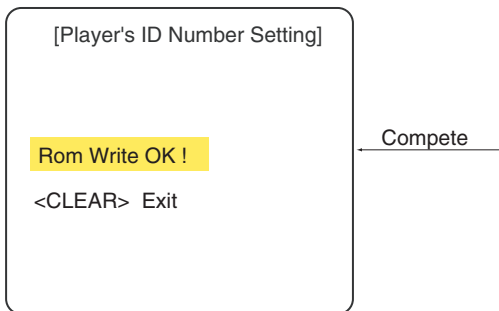 [Player's ID Number Setting]
Compete
Rom Write OK !
<CLEAR> Exit